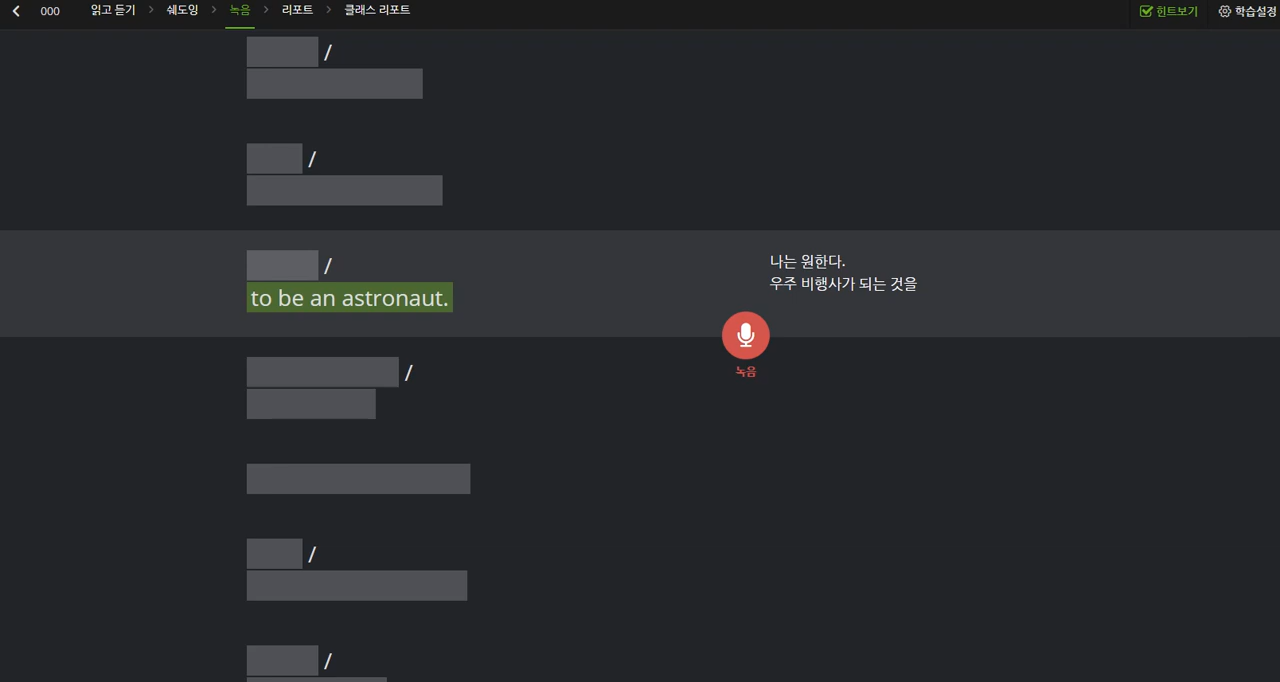 000 읽고 듣기 > 쉐도잉 > 녹음 > 리포트 > 클래스 리포트 힌트보기 학습설정
/
/
/
나는 원한다.
to be an astronaut.
우주 비행사가 되는 것을
녹음
/
/
/